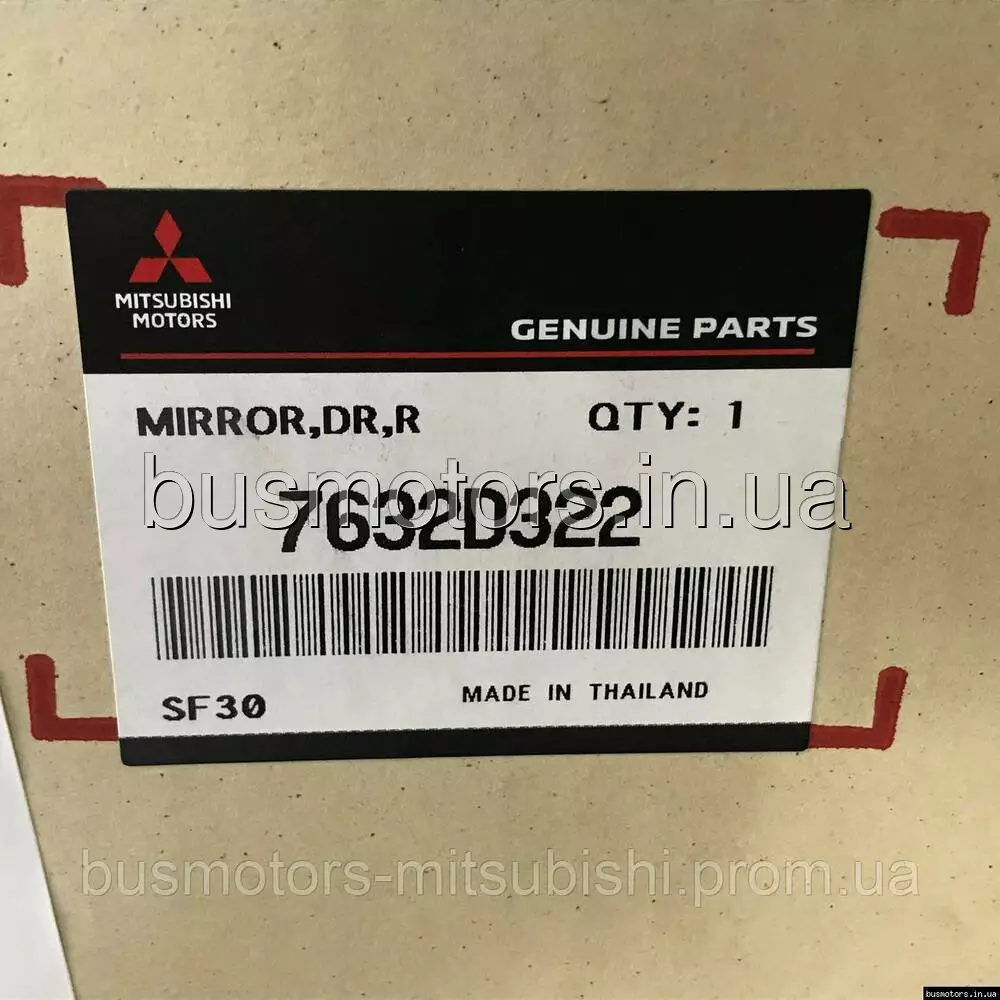 MITSUBISHI
MOTORS
GENUINE PARTS
MIRROR,DR,R QTY: 1
busmotors.in.ua
7632D322
SF30 MADE IN THAILAND
busmotors-mitsubishi.prom.ua
busmotors.in.ua